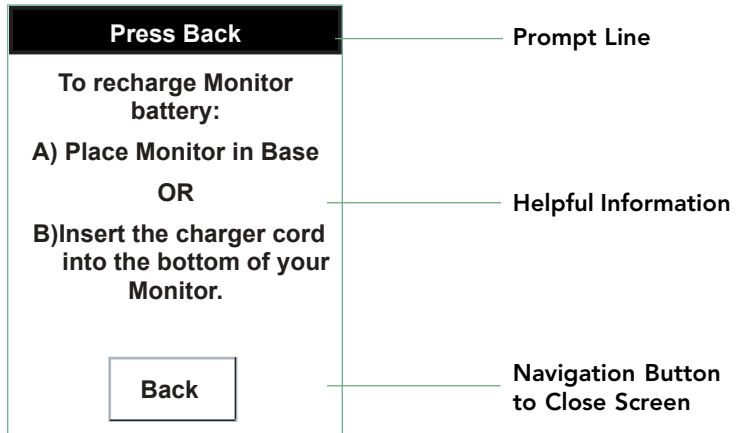 Press Back
Prompt Line
To recharge Monitor
battery:
A) Place Monitor in Base
OR
Helpful Information
B)Insert the charger cord
into the bottom of your
Monitor.
Back
Navigation Button
to Close Screen